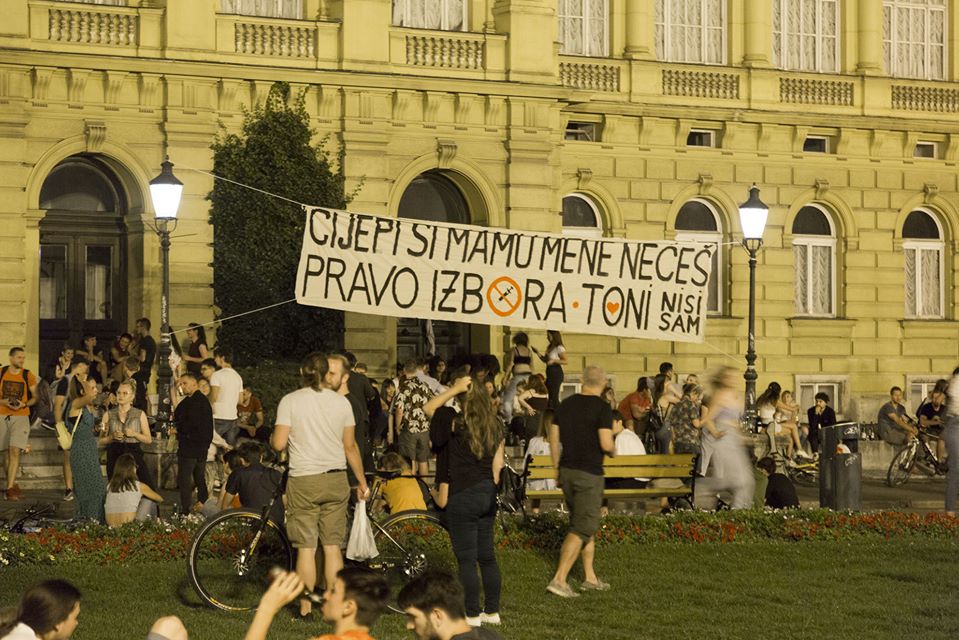 CIJEPI SI MAMU MENE NEĆEŠ
PRAVO IZBORA · TONI NISI SAM